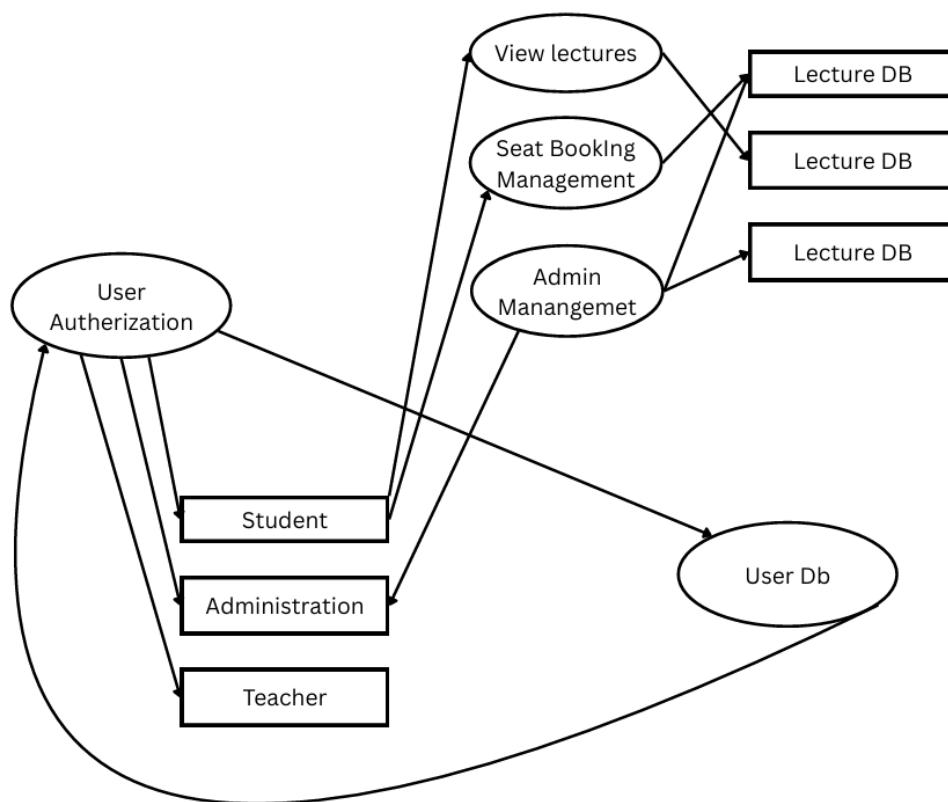 View lectures
Lecture DB
Seat BookIng
Management
Lecture DB
Lecture DB
Admin
Manangemet
User
Autherization
Student
Administration
Teacher
User Db